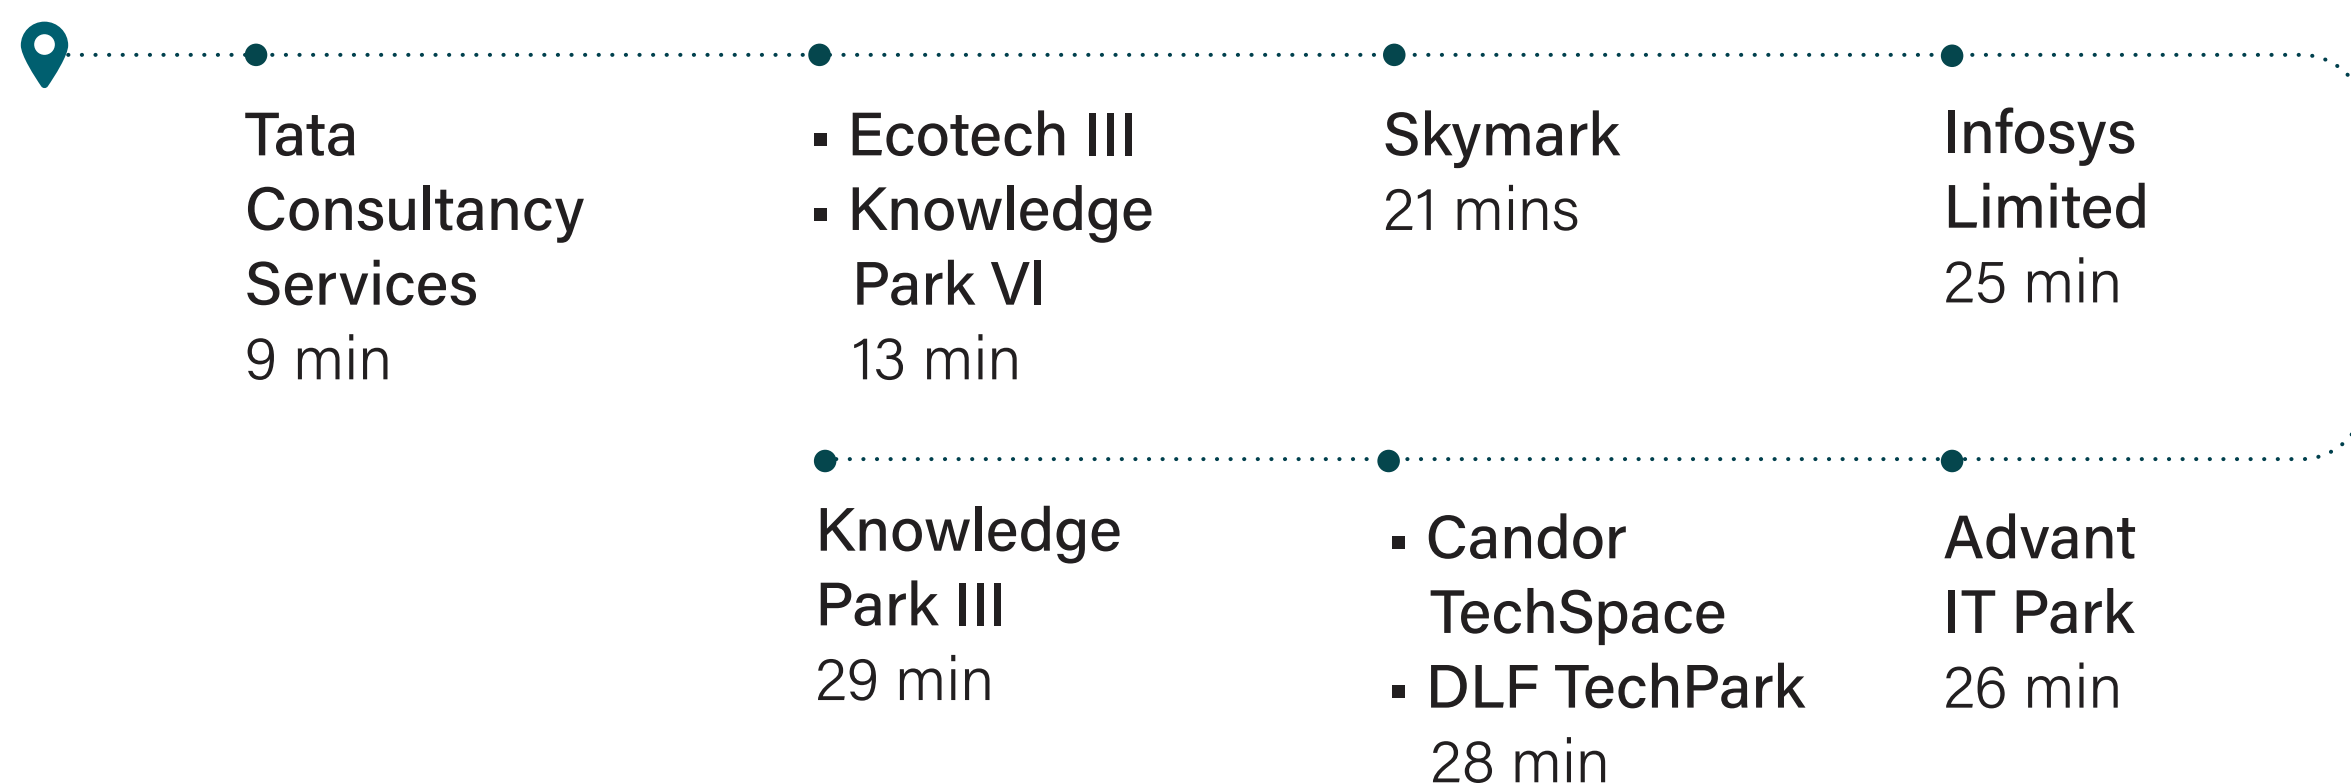 Tata
Consultancy
Services
9 min
▪ Ecotech III
▪ Knowledge
Park VI
13 min
Skymark
21 mins
Infosys
Limited
25 min
Advant
IT Park
26 min
▪ Candor
TechSpace
▪ DLF TechPark
28 min
Knowledge
Park III
29 min